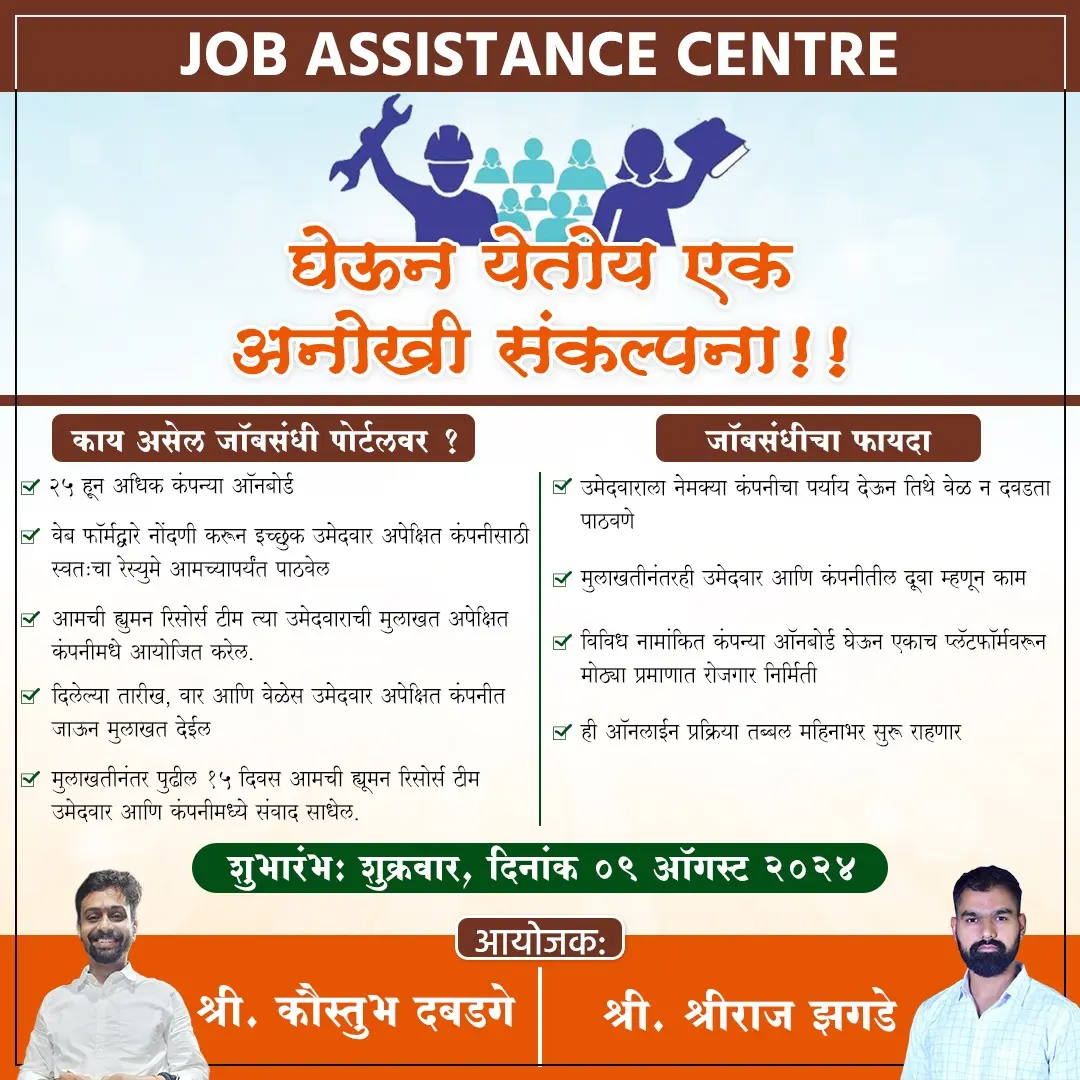 JOB ASSISTANCE CENTRE
घेऊन येतोय एक
अनोखी संकल्पना!!
काय असेल जॉबसंधी पोर्टलवर ?
२५ हून अधिक कंपन्या ऑनबोर्ड
वेब फॉर्मद्वारे नोंदणी करून इच्छुक उमेदवार अपेक्षित कंपनीसाठी
स्वतःचा रेस्युमे आमच्यापर्यंत पाठवेल
आमची ह्युमन रिसोर्स टीम त्या उमेदवाराची मुलाखत अपेक्षित
कंपनीमधे आयोजित करेल.
दिलेल्या तारीख, वार आणि वेळेस उमेदवार अपेक्षित कंपनीत
जाऊन मुलाखत देईल
मुलाखतीनंतर पुढील १५ दिवस आमची ह्यूमन रिसोर्स टीम
उमेदवार आणि कंपनीमध्ये संवाद साधेल.
जॉबसंधीचा फायदा
उमेदवाराला नेमक्या कंपनीचा पर्याय देऊन तिथे वेळ न दवडता
पाठवणे
मुलाखतीनंतरही उमेदवार आणि कंपनीतील दूवा म्हणून काम
विविध नामांकित कंपन्या ऑनबोर्ड घेऊन एकाच प्लॅटफॉर्मवरून
मोठ्या प्रमाणात रोजगार निर्मिती
ही ऑनलाईन प्रक्रिया तब्बल महिनाभर सुरू राहणार
शुभारंभः शुक्रवार, दिनांक ०९ ऑगस्ट २०२४
आयोजकः
श्री. कौस्तुभ दबडगे
श्री. श्रीराज झगडे